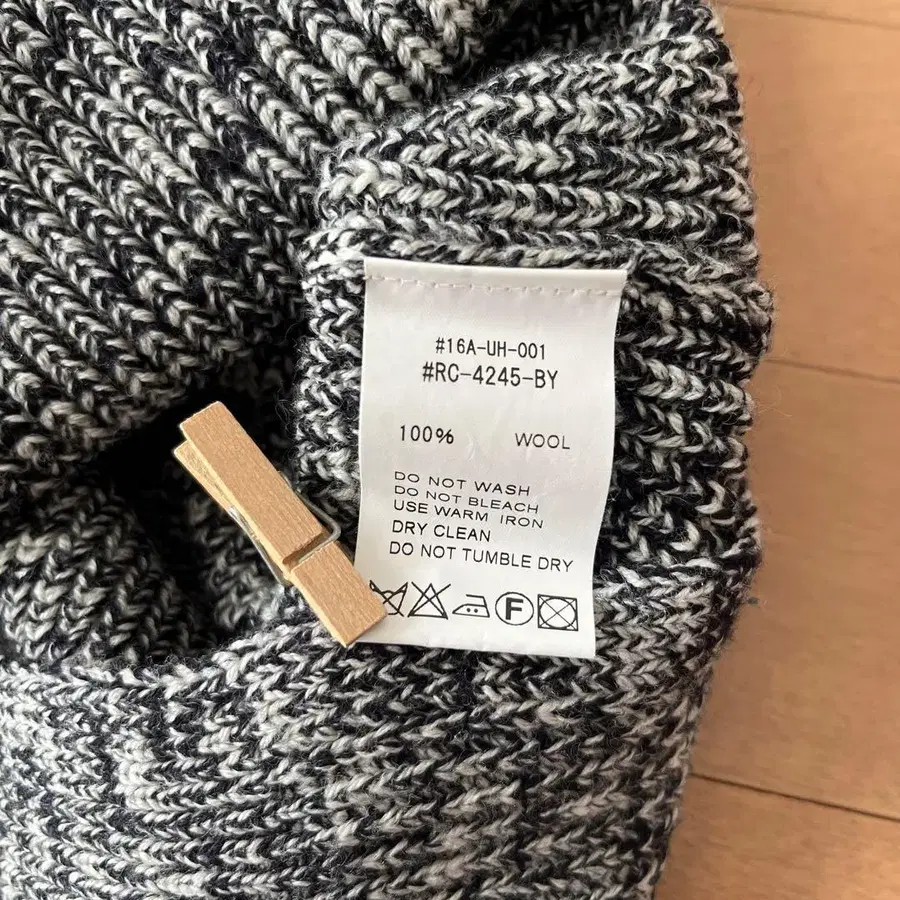 #16A-UH-001
#RC-4245-BY
100% WOOL
DO NOT WASH
DO NOT BLEACH
USE WARM IRON
DRY CLEAN
DO NOT TUMBLE DRY
F